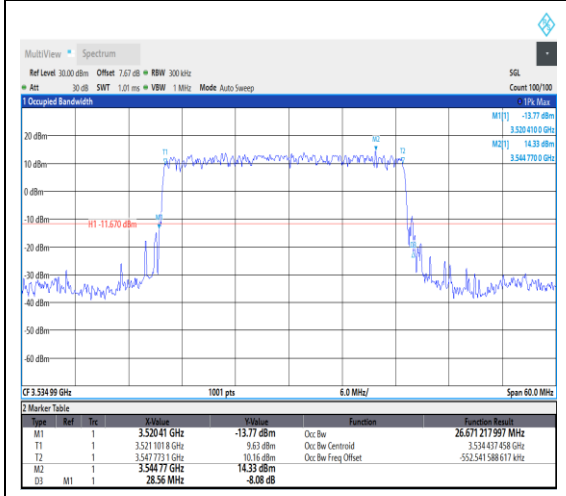 MultiView Spectrum
Ref Level 30.00 dBm Offset 7.67 dB RBW 300 kHz SGL
Att 30 dB SWT 1.01 ms VBW 1 MHz Mode Auto Sweep Count 100/100
1 Occupied Bandwidth 1Pk Max
M1[1] -13.77 dBm
3.520 410 0 GHz
M2[1] 14.33 dBm
3.544 770 0 GHz
20 dBm
10 dBm
0 dBm
-10 dBm
-20 dBm
-30 dBm
-40 dBm
-50 dBm
-60 dBm
T1
M2
T2
M1
H1 -11.670 dBm
D3
CF 3.534 99 GHz 1001 pts 6.0 MHz/ Span 60.0 MHz
2 Marker Table
Type Ref Trc X-Value Y-Value Function Function Result
M1 1 3.52041 GHz -13.77 dBm Occ Bw 26.671 217 997 MHz
T1 1 3.521 101 8 GHz 9.63 dBm Occ Bw Centroid 3.534 437 458 GHz
T2 1 3.547 773 1 GHz 10.16 dBm Occ Bw Freq Offset -552.541 588 617 kHz
M2 1 3.54477 GHz 14.33 dBm
D3 M1 1 28.56 MHz -8.08 dB